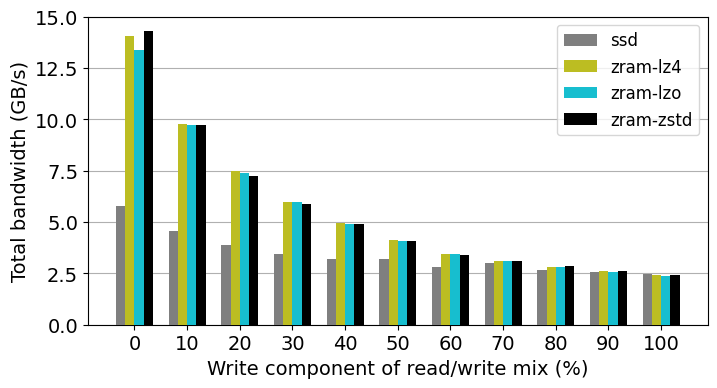 Total bandwidth (GB/s)
15.0
12.5
10.0
7.5
5.0
2.5
0.0
ssd
zram-lz4
zram-lzo
zram-zstd
0 10 20 30 40 50 60 70 80 90 100
Write component of read/write mix (%)